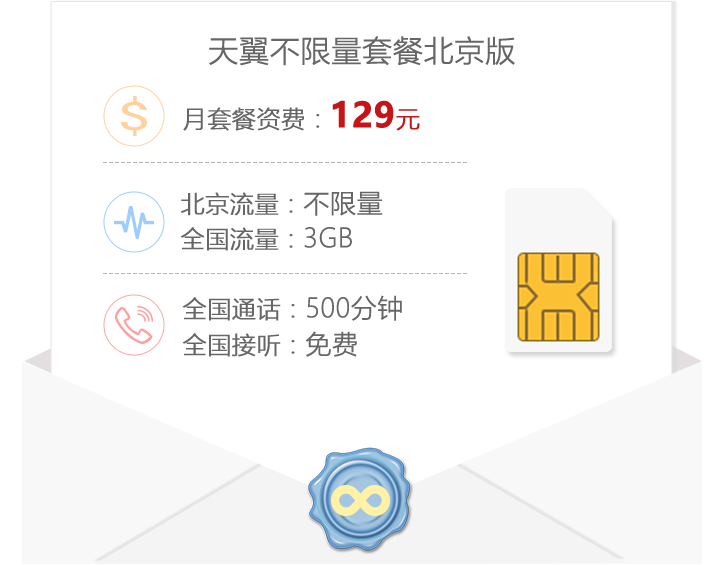 天翼不限量套餐北京版
$
月套餐资费：129元
北京流量：不限量
全国流量：3GB
全国通话：500分钟
全国接听：免费